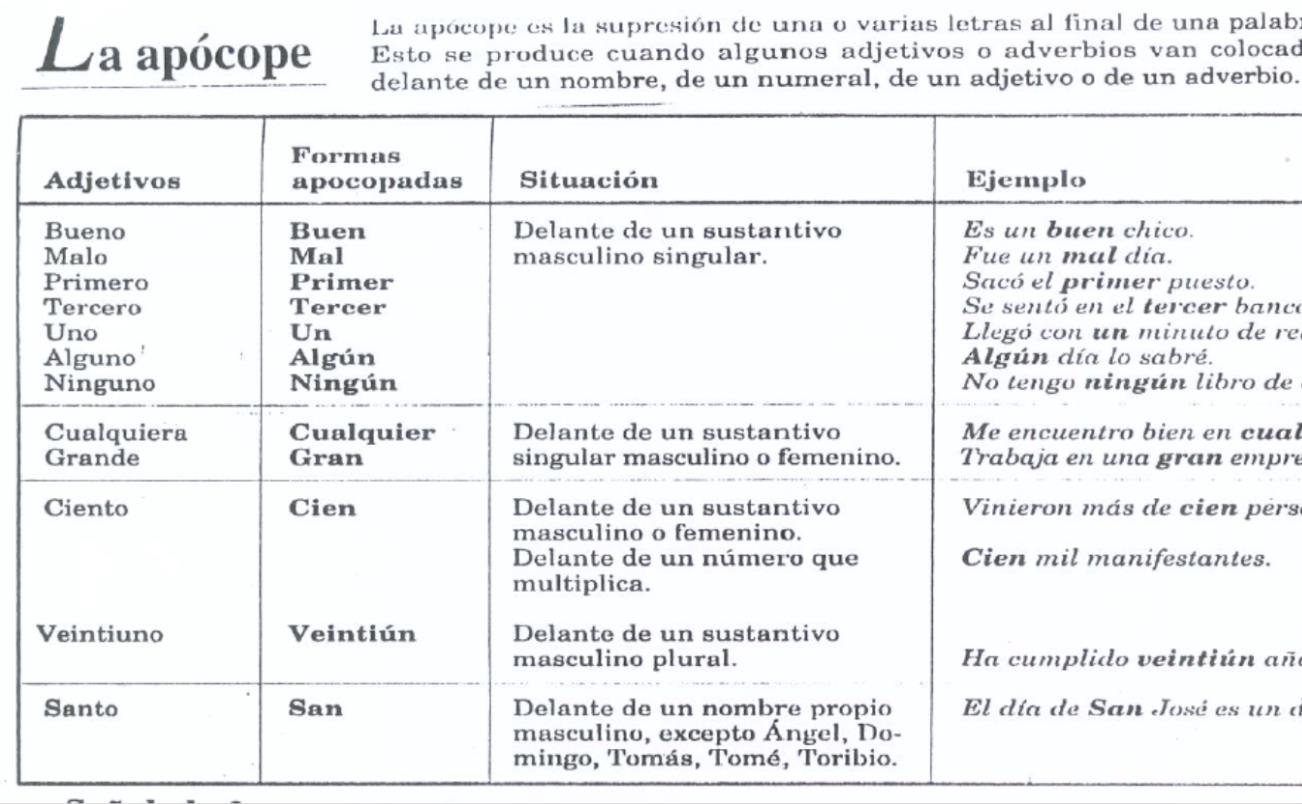 La apócope
La apócope es la supresión de una o varias letras al final de una
Esto se produce cuando algunos adjetivos o adverbios van
delante de un nombre, de un numeral, de un adjetivo o de un adverbio.
Adjetivos Formas apocopadas Situación Ejemplo
Bueno Buen Delante de un sustantivo Es un buen chico.
Malo Mal masculino singular. Fue un mal día.
Primero Primer Sacó el primer puesto.
Tercero Tercer Se sentó en el tercer
Uno Un Llegó con un minuto de
Alguno Algún Algún día lo sabré.
Ninguno Ningún No tengo ningún libro de
Cualquiera Cualquier Delante de un sustantivo Me encuentro bien en
Grande Gran singular masculino o femenino. Trabaja en una gran
Ciento Cien Delante de un sustantivo Vinieron más de cien
masculino o femenino.
Delante de un número que Cien mil manifestantes.
multiplica.
Veintiuno Veintiún Delante de un sustantivo
masculino plural. Ha cumplido veintiún
Santo San Delante de un nombre propio El día de San José es un
masculino, excepto Ángel, Do-
mingo, Tomás, Tomé, Toribio.